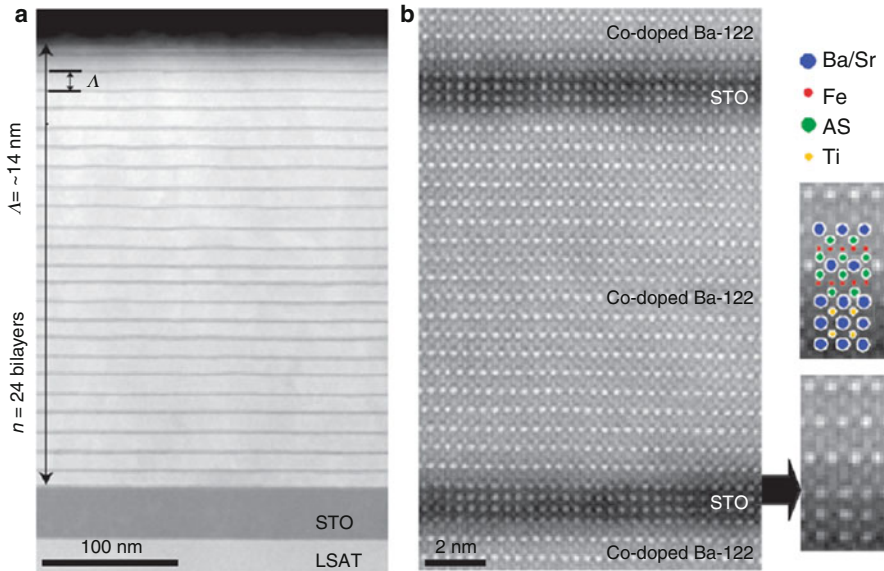 a
Λ
Λ= ~14 nm
n = 24 bilayers
STO
100 nm
LSAT
b
Co-doped Ba-122
STO
Co-doped Ba-122
STO
2 nm
Co-doped Ba-122
Ba/Sr
Fe
AS
Ti